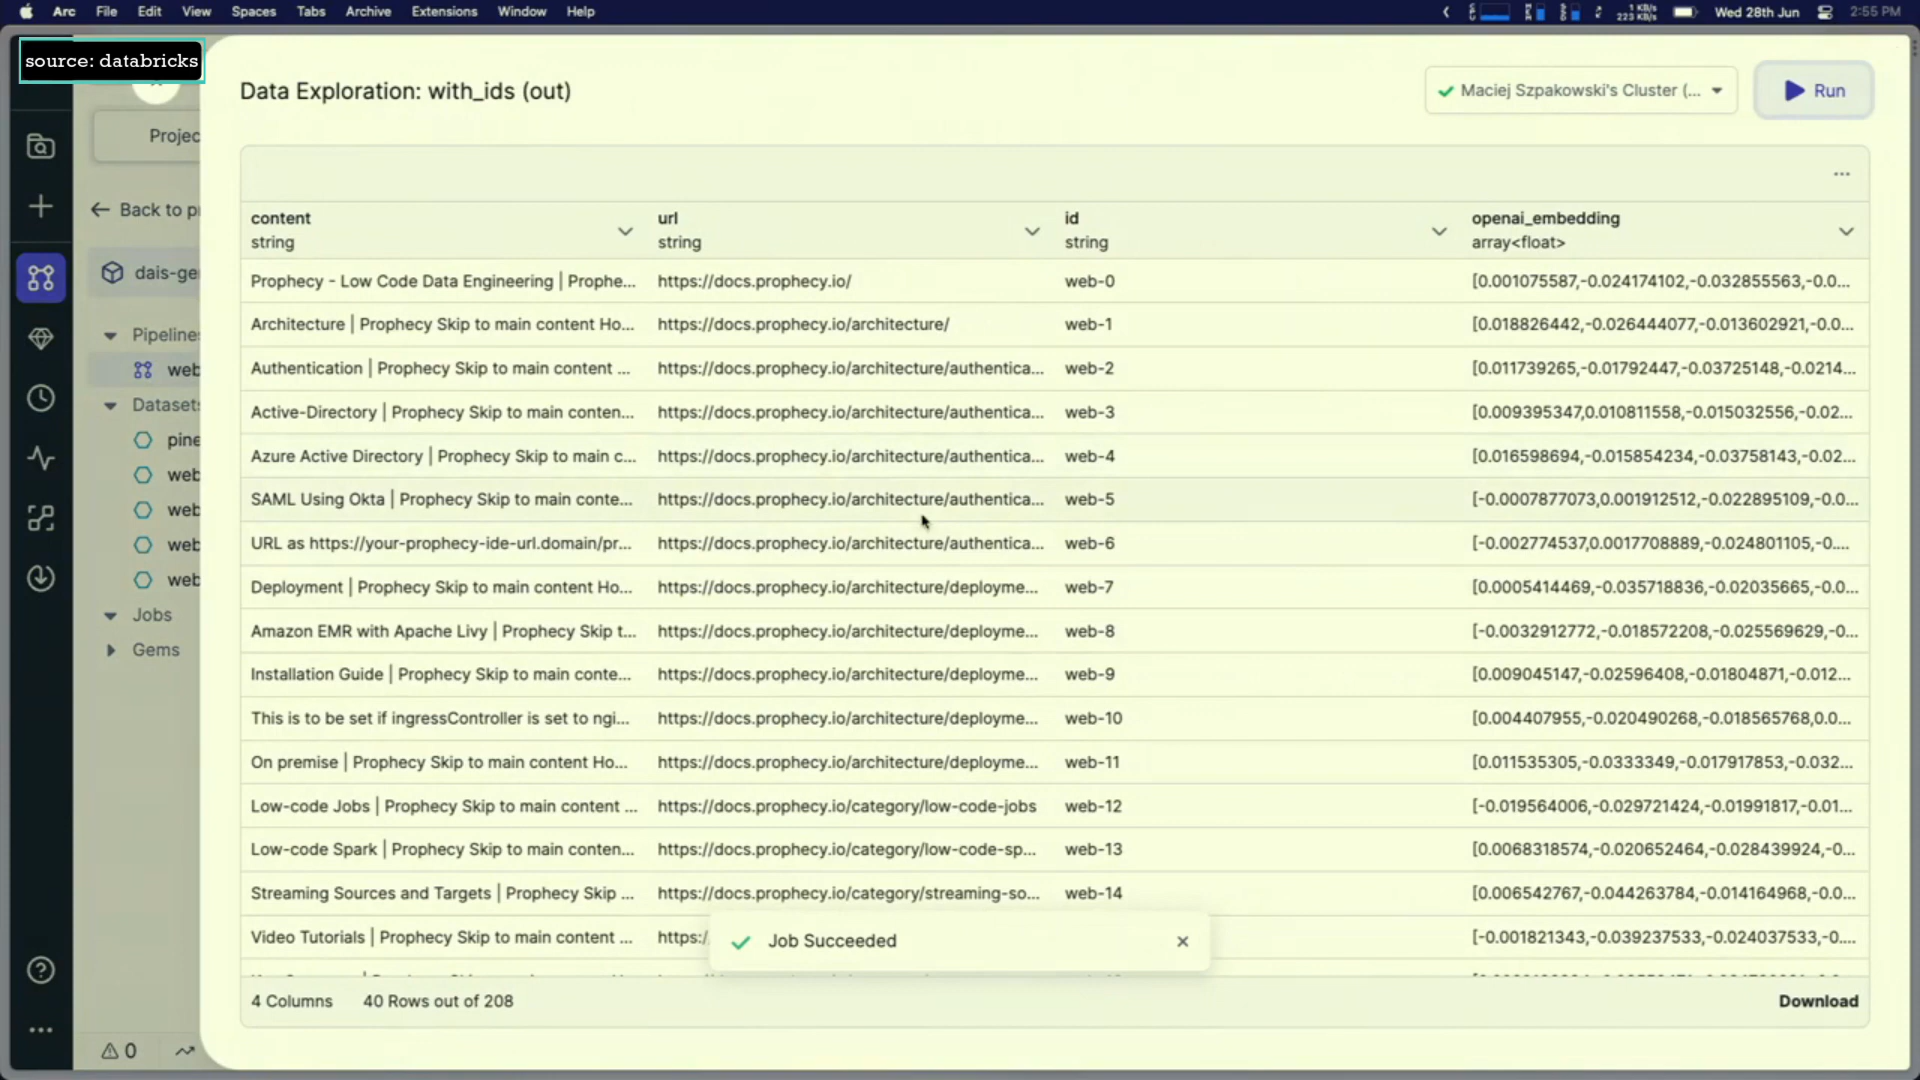 Arc File Edit View Spaces Tabs Archive Extensions Window Help 1 KB/s 223 KB/s Wed 28th Jun 2:55 PM
source: databricks
Data Exploration: with_ids (out) Maciej Szpakowski's Cluster (... Run
Projec
Back to p
dais-ge
Pipeline
web
Datasets
pine
web
web
web
web
Jobs
Gems
0
...
content url id openai_embedding
string string string array<float>
Prophecy - Low Code Data Engineering | Prophe... https://docs.prophecy.io/ web-0 [0.001075587,-0.024174102,-0.032855563,-0.0...
Architecture | Prophecy Skip to main content Ho... https://docs.prophecy.io/architecture/ web-1 [0.018826442,-0.026444077,-0.013602921,-0.0...
Authentication | Prophecy Skip to main content ... https://docs.prophecy.io/architecture/authentica... web-2 [0.011739265,-0.01792447,-0.03725148,-0.0214...
Active-Directory | Prophecy Skip to main conten... https://docs.prophecy.io/architecture/authentica... web-3 [0.009395347,0.010811558,-0.015032556,-0.02...
Azure Active Directory | Prophecy Skip to main c... https://docs.prophecy.io/architecture/authentica... web-4 [0.016598694,-0.015854234,-0.03758143,-0.02...
SAML Using Okta | Prophecy Skip to main conte... https://docs.prophecy.io/architecture/authentica... web-5 [-0.0007877073,0.001912512,-0.022895109,-0.0...
URL as https://your-prophecy-ide-url.domain/pr... https://docs.prophecy.io/architecture/authentica... web-6 [-0.002774537,0.0017708889,-0.024801105,-0....
Deployment | Prophecy Skip to main content Ho... https://docs.prophecy.io/architecture/deployme... web-7 [0.0005414469,-0.035718836,-0.02035665,-0.0...
Amazon EMR with Apache Livy | Prophecy Skip t... https://docs.prophecy.io/architecture/deployme... web-8 [-0.0032912772,-0.018572208,-0.025569629,-0...
Installation Guide | Prophecy Skip to main conte... https://docs.prophecy.io/architecture/deployme... web-9 [0.009045147,-0.02596408,-0.01804871,-0.012...
This is to be set if ingressController is set to ngi... https://docs.prophecy.io/architecture/deployme... web-10 [0.004407955,-0.020490268,-0.018565768,0.0...
On premise | Prophecy Skip to main content Ho... https://docs.prophecy.io/architecture/deployme... web-11 [0.011535305,-0.0333349,-0.017917853,-0.032...
Low-code Jobs | Prophecy Skip to main content ... https://docs.prophecy.io/category/low-code-jobs web-12 [-0.019564006,-0.029721424,-0.01991817,-0.01...
Low-code Spark | Prophecy Skip to main conten... https://docs.prophecy.io/category/low-code-sp... web-13 [0.0068318574,-0.020652464,-0.028439924,-0...
Streaming Sources and Targets | Prophecy Skip ... https://docs.prophecy.io/category/streaming-so... web-14 [0.006542767,-0.044263784,-0.014164968,-0.0...
Video Tutorials | Prophecy Skip to main content ... https:/ [-0.001821343,-0.039237533,-0.024037533,-0....
Job Succeeded
4 Columns 40 Rows out of 208 Download